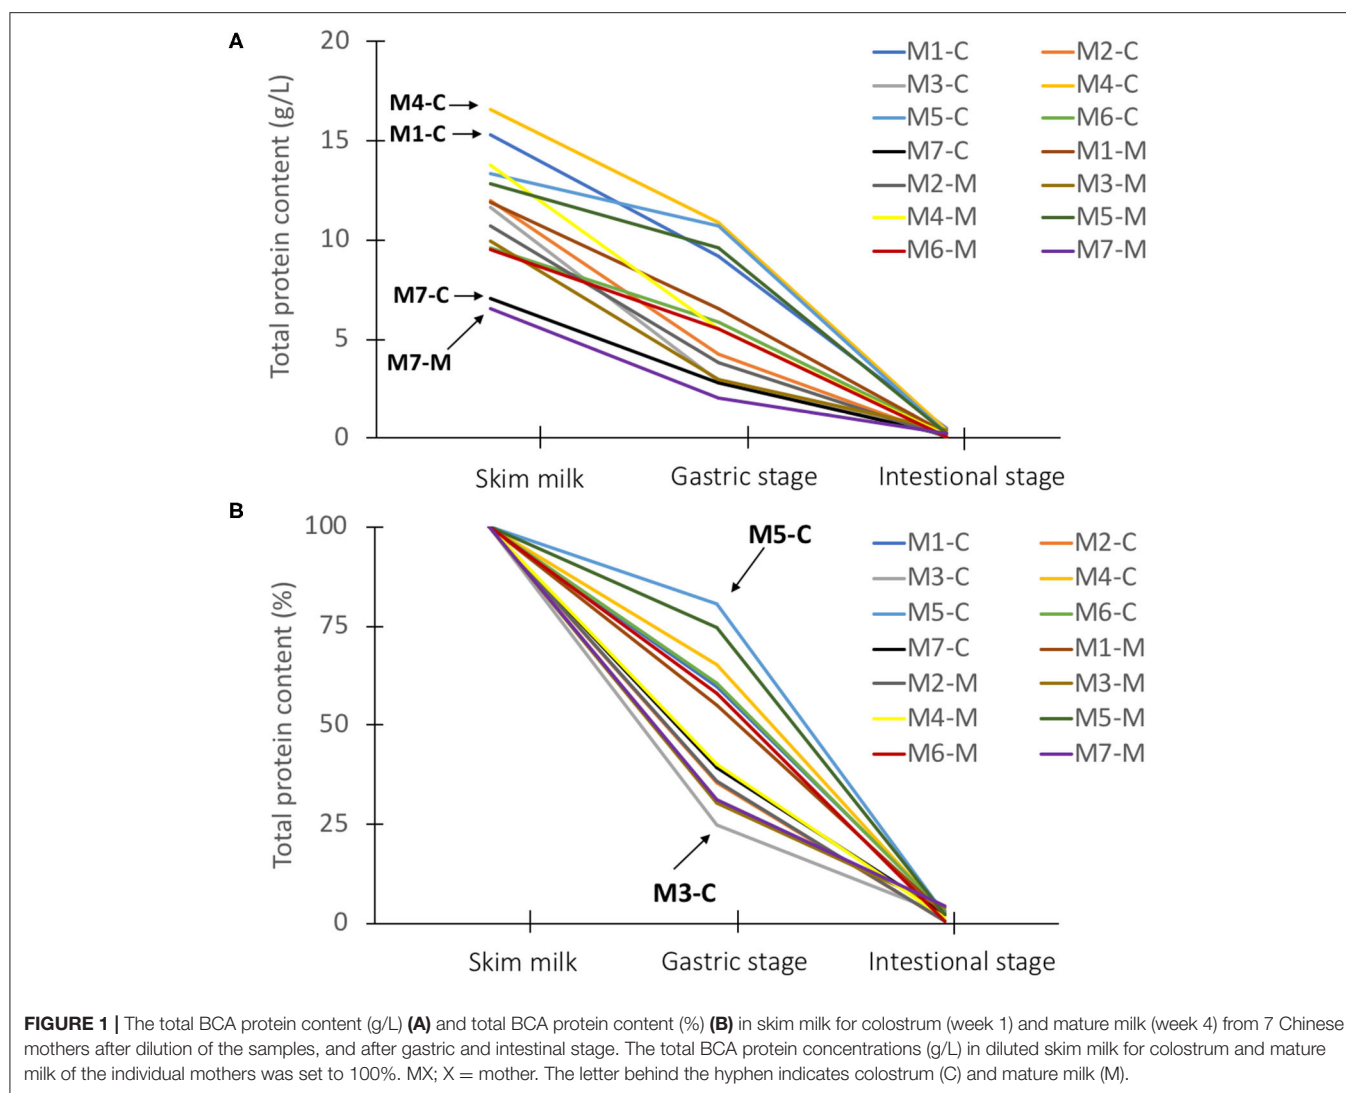 A
20
15
10
5
0
Total protein content (g/L)
M4-C
M1-C
M7-C
M7-M
M1-C M2-C
M3-C M4-C
M5-C M6-C
M7-C M1-M
M2-M M3-M
M4-M M5-M
M6-M M7-M
Skim milk Gastric stage Intestional stage
B
100
75
50
25
0
Total protein content (%)
M5-C
M3-C
M1-C M2-C
M3-C M4-C
M5-C M6-C
M7-C M1-M
M2-M M3-M
M4-M M5-M
M6-M M7-M
Skim milk Gastric stage Intestional stage
FIGURE 1 | The total BCA protein content (g/L) (A) and total BCA protein content (%) (B) in skim milk for colostrum (week 1) and mature milk (week 4) from 7 Chinese
mothers after dilution of the samples, and after gastric and intestinal stage. The total BCA protein concentrations (g/L) in diluted skim milk for colostrum and mature
milk of the individual mothers was set to 100%. MX; X = mother. The letter behind the hyphen indicates colostrum (C) and mature milk (M).